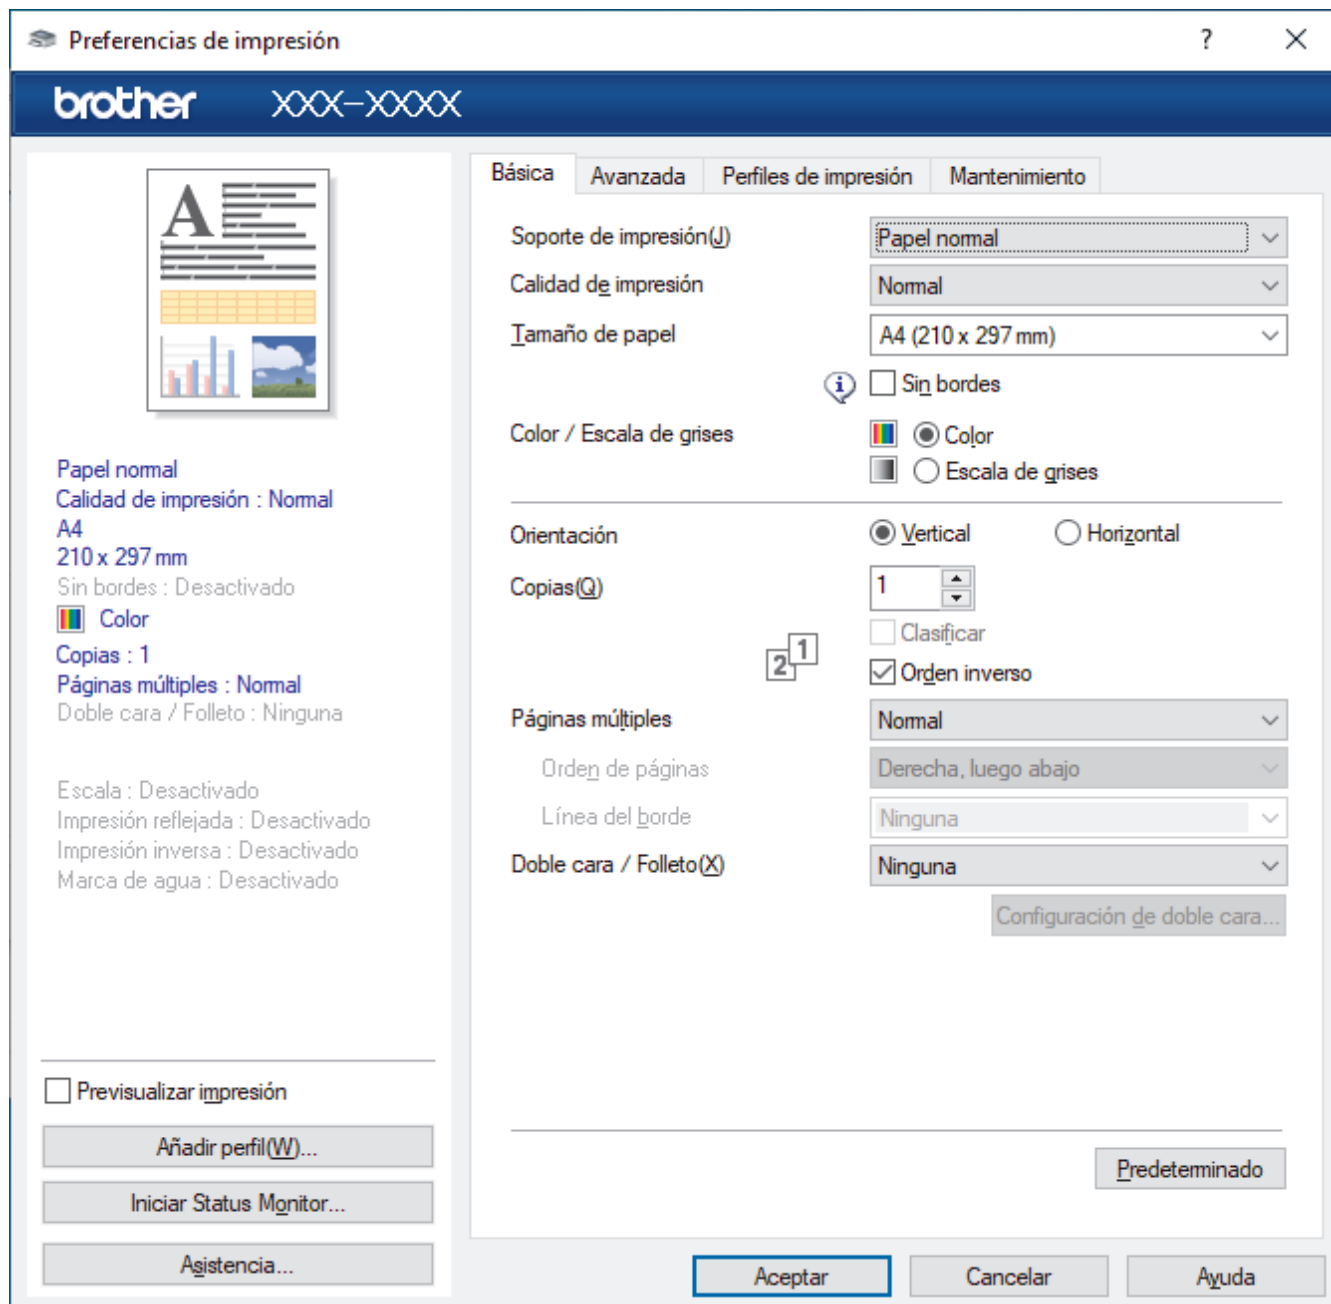 Preferencias de impresión ?
brother XXX-XXXX
A
Papel normal
Calidad de impresión : Normal
A4
210 x 297 mm
Sin bordes : Desactivado
Color
Copias : 1
Páginas múltiples : Normal
Doble cara / Folleto : Ninguna
Escala : Desactivado
Impresión reflejada : Desactivado
Impresión inversa : Desactivado
Marca de agua : Desactivado
Previsualizar impresión
Añadir perfil(W)...
Iniciar Status Monitor...
Asistencia...
Básica Avanzada Perfiles de impresión Mantenimiento
Soporte de impresión(J) Papel normal
Calidad de impresión Normal
Tamaño de papel A4 (210 x 297 mm)
Sin bordes
Color / Escala de grises Color
Escala de grises
Orientación Vertical Horizontal
Copias(Q) 1
Clasificar
2 1
Orden inverso
Páginas múltiples Normal
Orden de páginas Derecha, luego abajo
Línea del borde Ninguna
Doble cara / Folleto(X) Ninguna
Configuración de doble cara...
Predeterminado
Aceptar Cancelar Ayuda